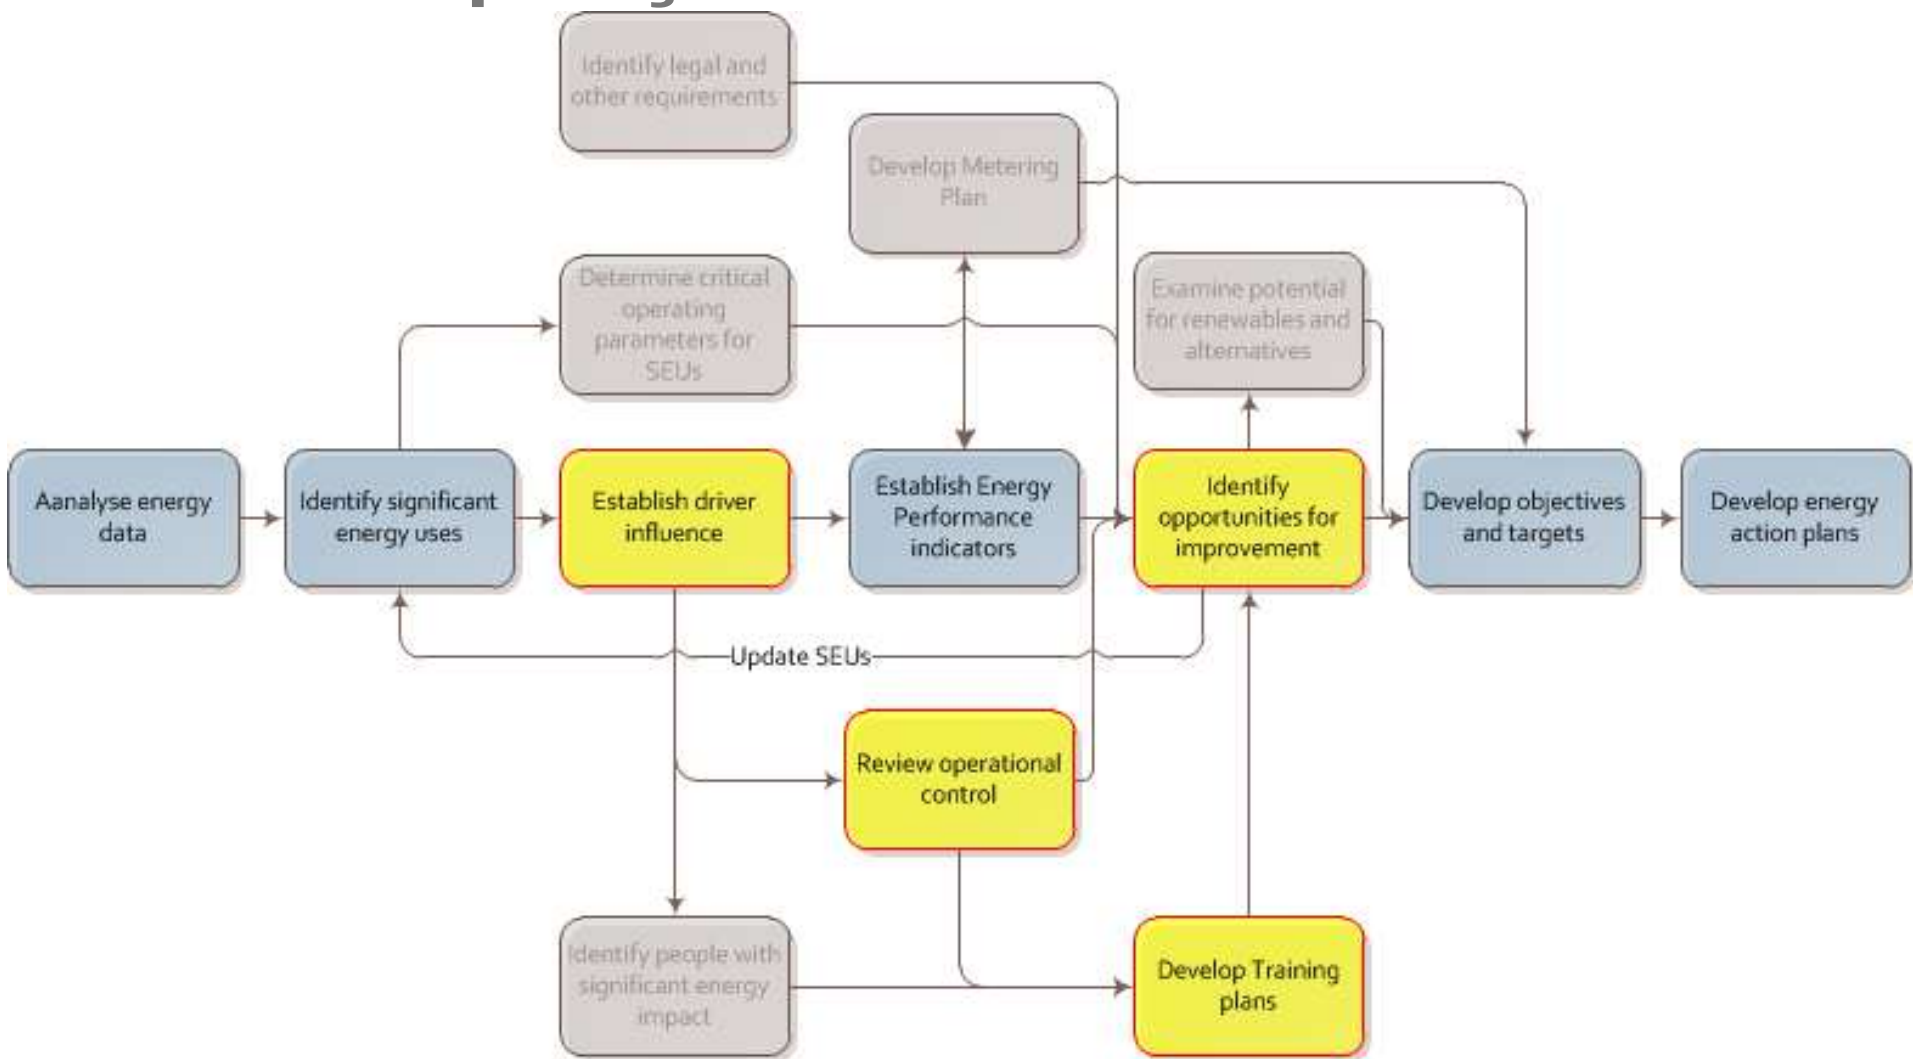 Identify legal and
other requirements
Develop Metering
Plan
Determine critical
operating
parameters for
SEUs
Examine potential
for renewables and
alternatives
Aanalyse energy
data
Identify significant
energy uses
Establish driver
influence
Establish Energy
Performance
indicators
Identify
opportunities for
improvement
Develop objectives
and targets
Develop energy
action plans
Update SEUs
Review operational
control
Identify people with
significant energy
impact
Develop Training
plans